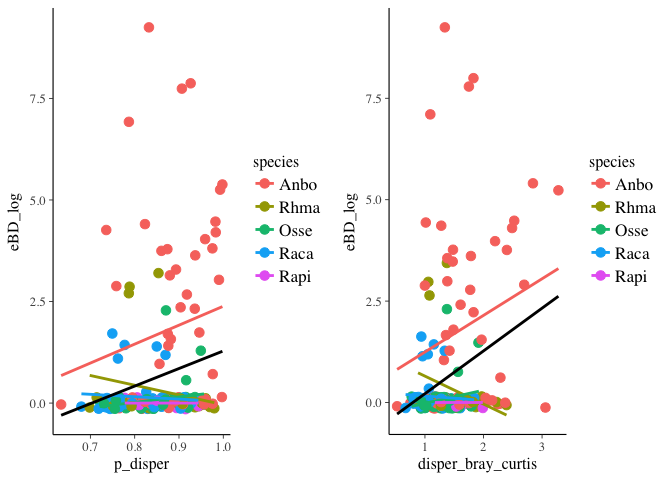 eBD_log
7.5
5.0
2.5
0.0
0.7 0.8 0.9 1.0
p_disper
species
Anbo
Rhma
Osse
Raca
Rapi
eBD_log
7.5
5.0
2.5
0.0
1 2 3
disper_bray_curtis
species
Anbo
Rhma
Osse
Raca
Rapi